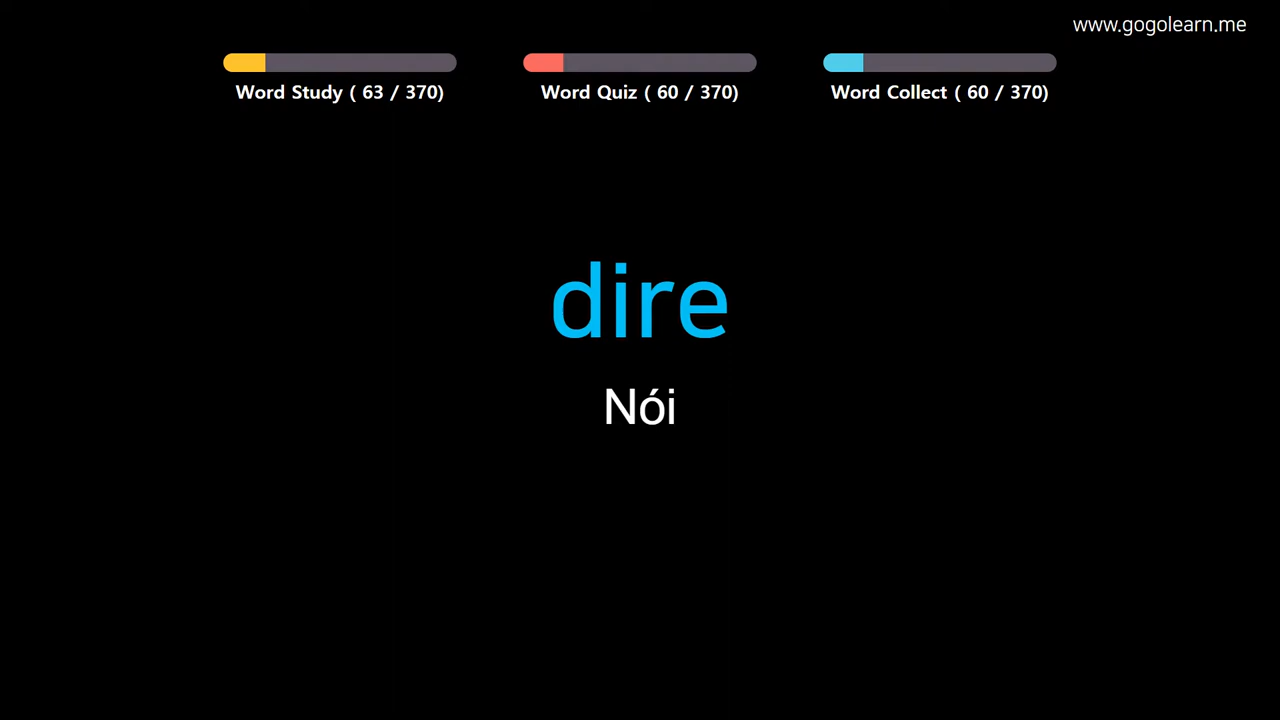 www.gogolearn.me
Word Study ( 63 / 370)
Word Quiz ( 60 / 370)
Word Collect ( 60 / 370)
dire
Nói